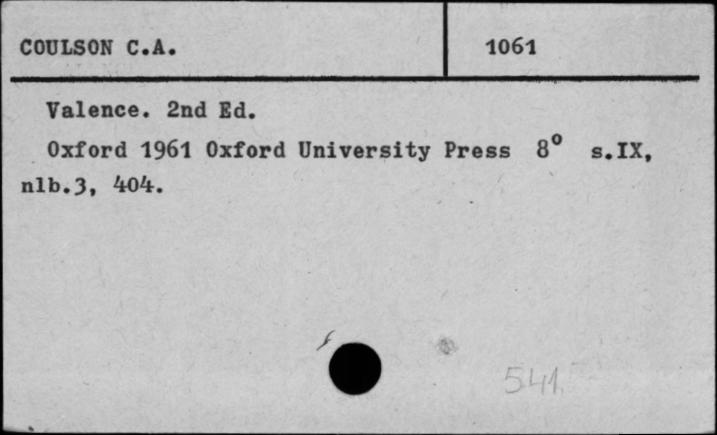 COULSON C.A.
1061
Valence. 2nd Ed.
Oxford 1961 Oxford University Press 8° s.IX,
nlb.3, 404.
541